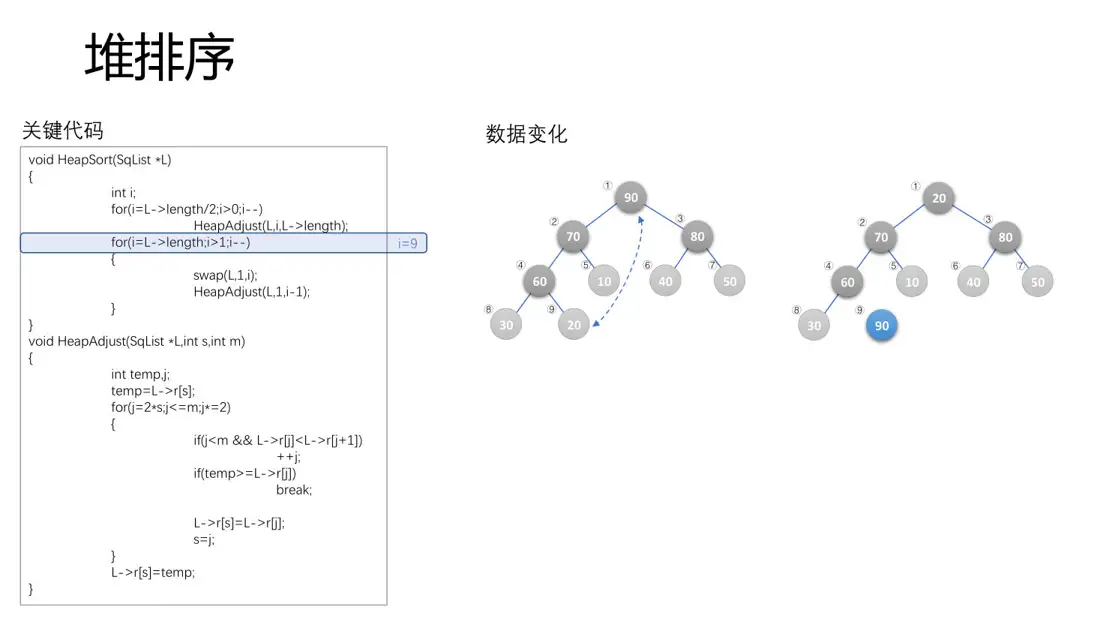 堆排序
关键代码
void HeapSort(SqList *L)
{
int i;
for(i=L->length/2;i>0;i--)
HeapAdjust(L,i,L->length);
for(i=L->length;i>1;i--)
i=9
{
swap(L,1,i);
HeapAdjust(L,1,i-1);
}
}
void HeapAdjust(SqList *L,int s,int m)
{
int temp,j;
temp=L->r[s];
for(j=2*s;j<=m;j*=2)
{
if(j<m && L->r[j]<L->r[j+1])
++j;
if(temp>=L->r[j])
break;
L->r[s]=L->r[j];
s=j;
}
L->r[s]=temp;
}
数据变化
① 90
② 70 ③ 80
④ 60 ⑤ 10 ⑥ 40 ⑦ 50
⑧ 30 ⑨ 20
① 20
② 70 ③ 80
④ 60 ⑤ 10 ⑥ 40 ⑦ 50
⑧ 30 ⑨ 90